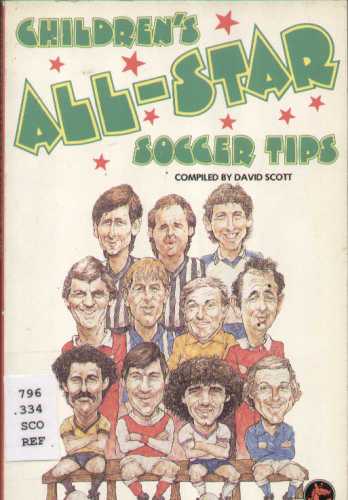 CHILDREN'S
ALL-STAR
SOCCER TIPS
COMPILED BY DAVID SCOTT
796
.334
SCO
REF